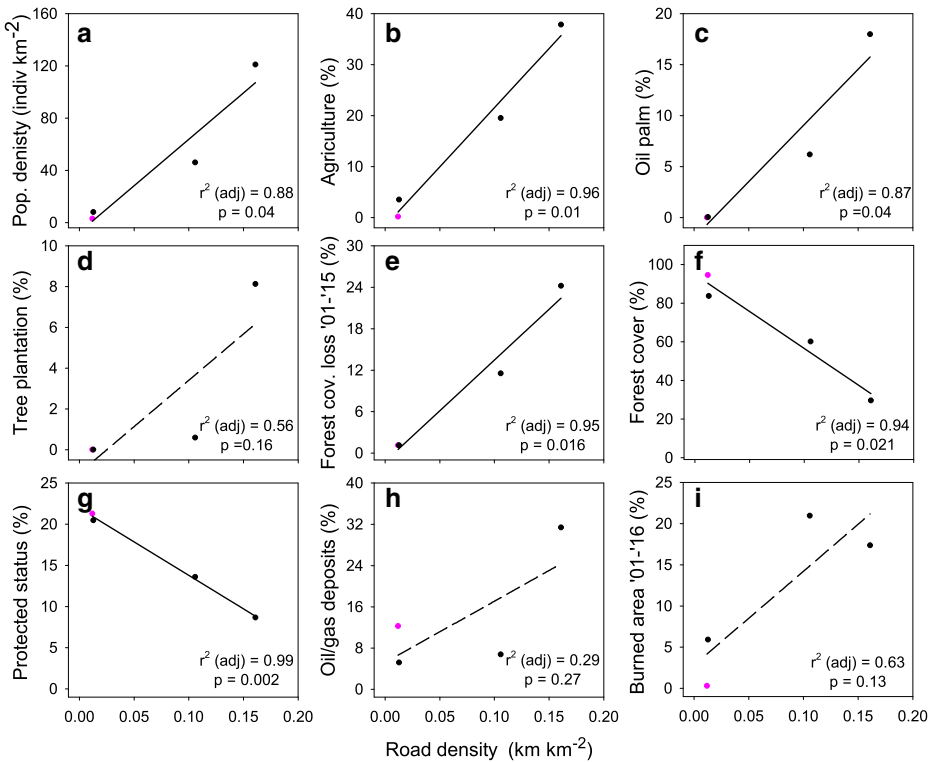 a
Pop. denisty (indiv km-2)
160
120
80
40
0
r2 (adj) = 0.88
p = 0.04
b
Agriculture (%)
40
30
20
10
0
r2 (adj) = 0.96
p = 0.01
c
Oil palm (%)
20
15
10
5
0
r2 (adj) = 0.87
p =0.04
d
Tree plantation (%)
10
8
6
4
2
0
r2 (adj) = 0.56
p =0.16
e
Forest cov. loss '01-'15 (%)
30
24
18
12
6
0
r2 (adj) = 0.95
p = 0.016
f
Forest cover (%)
100
80
60
40
20
0
r2 (adj) = 0.94
p = 0.021
g
Protected status (%)
25
20
15
10
5
0
r2 (adj) = 0.99
p = 0.002
0.00 0.05 0.10 0.15 0.20
h
Oil/gas deposits (%)
40
32
24
16
8
0
r2 (adj) = 0.29
p = 0.27
0.00 0.05 0.10 0.15 0.20
i
Burned area '01-'16 (%)
25
20
15
10
5
0
r2 (adj) = 0.63
p = 0.13
0.00 0.05 0.10 0.15 0.20
Road density (km km-2)